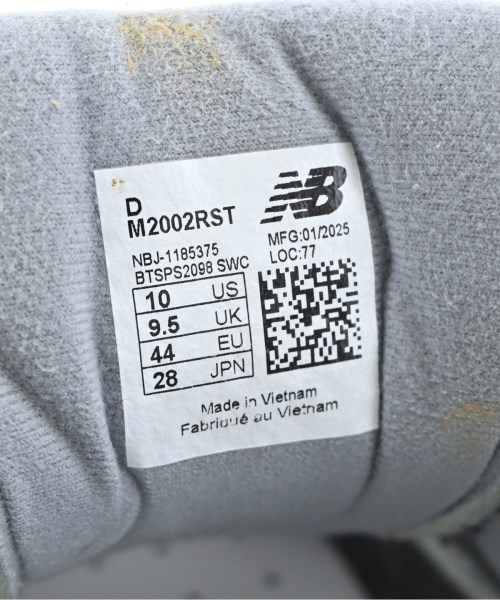 D
M2002RST
NB
NBJ-1185375
BTSPS2098 SWC
MFG:01/2025
LOC:77
10 US
9.5 UK
44 EU
28 JPN
Made in Vietnam
Fabriqué au Vietnam